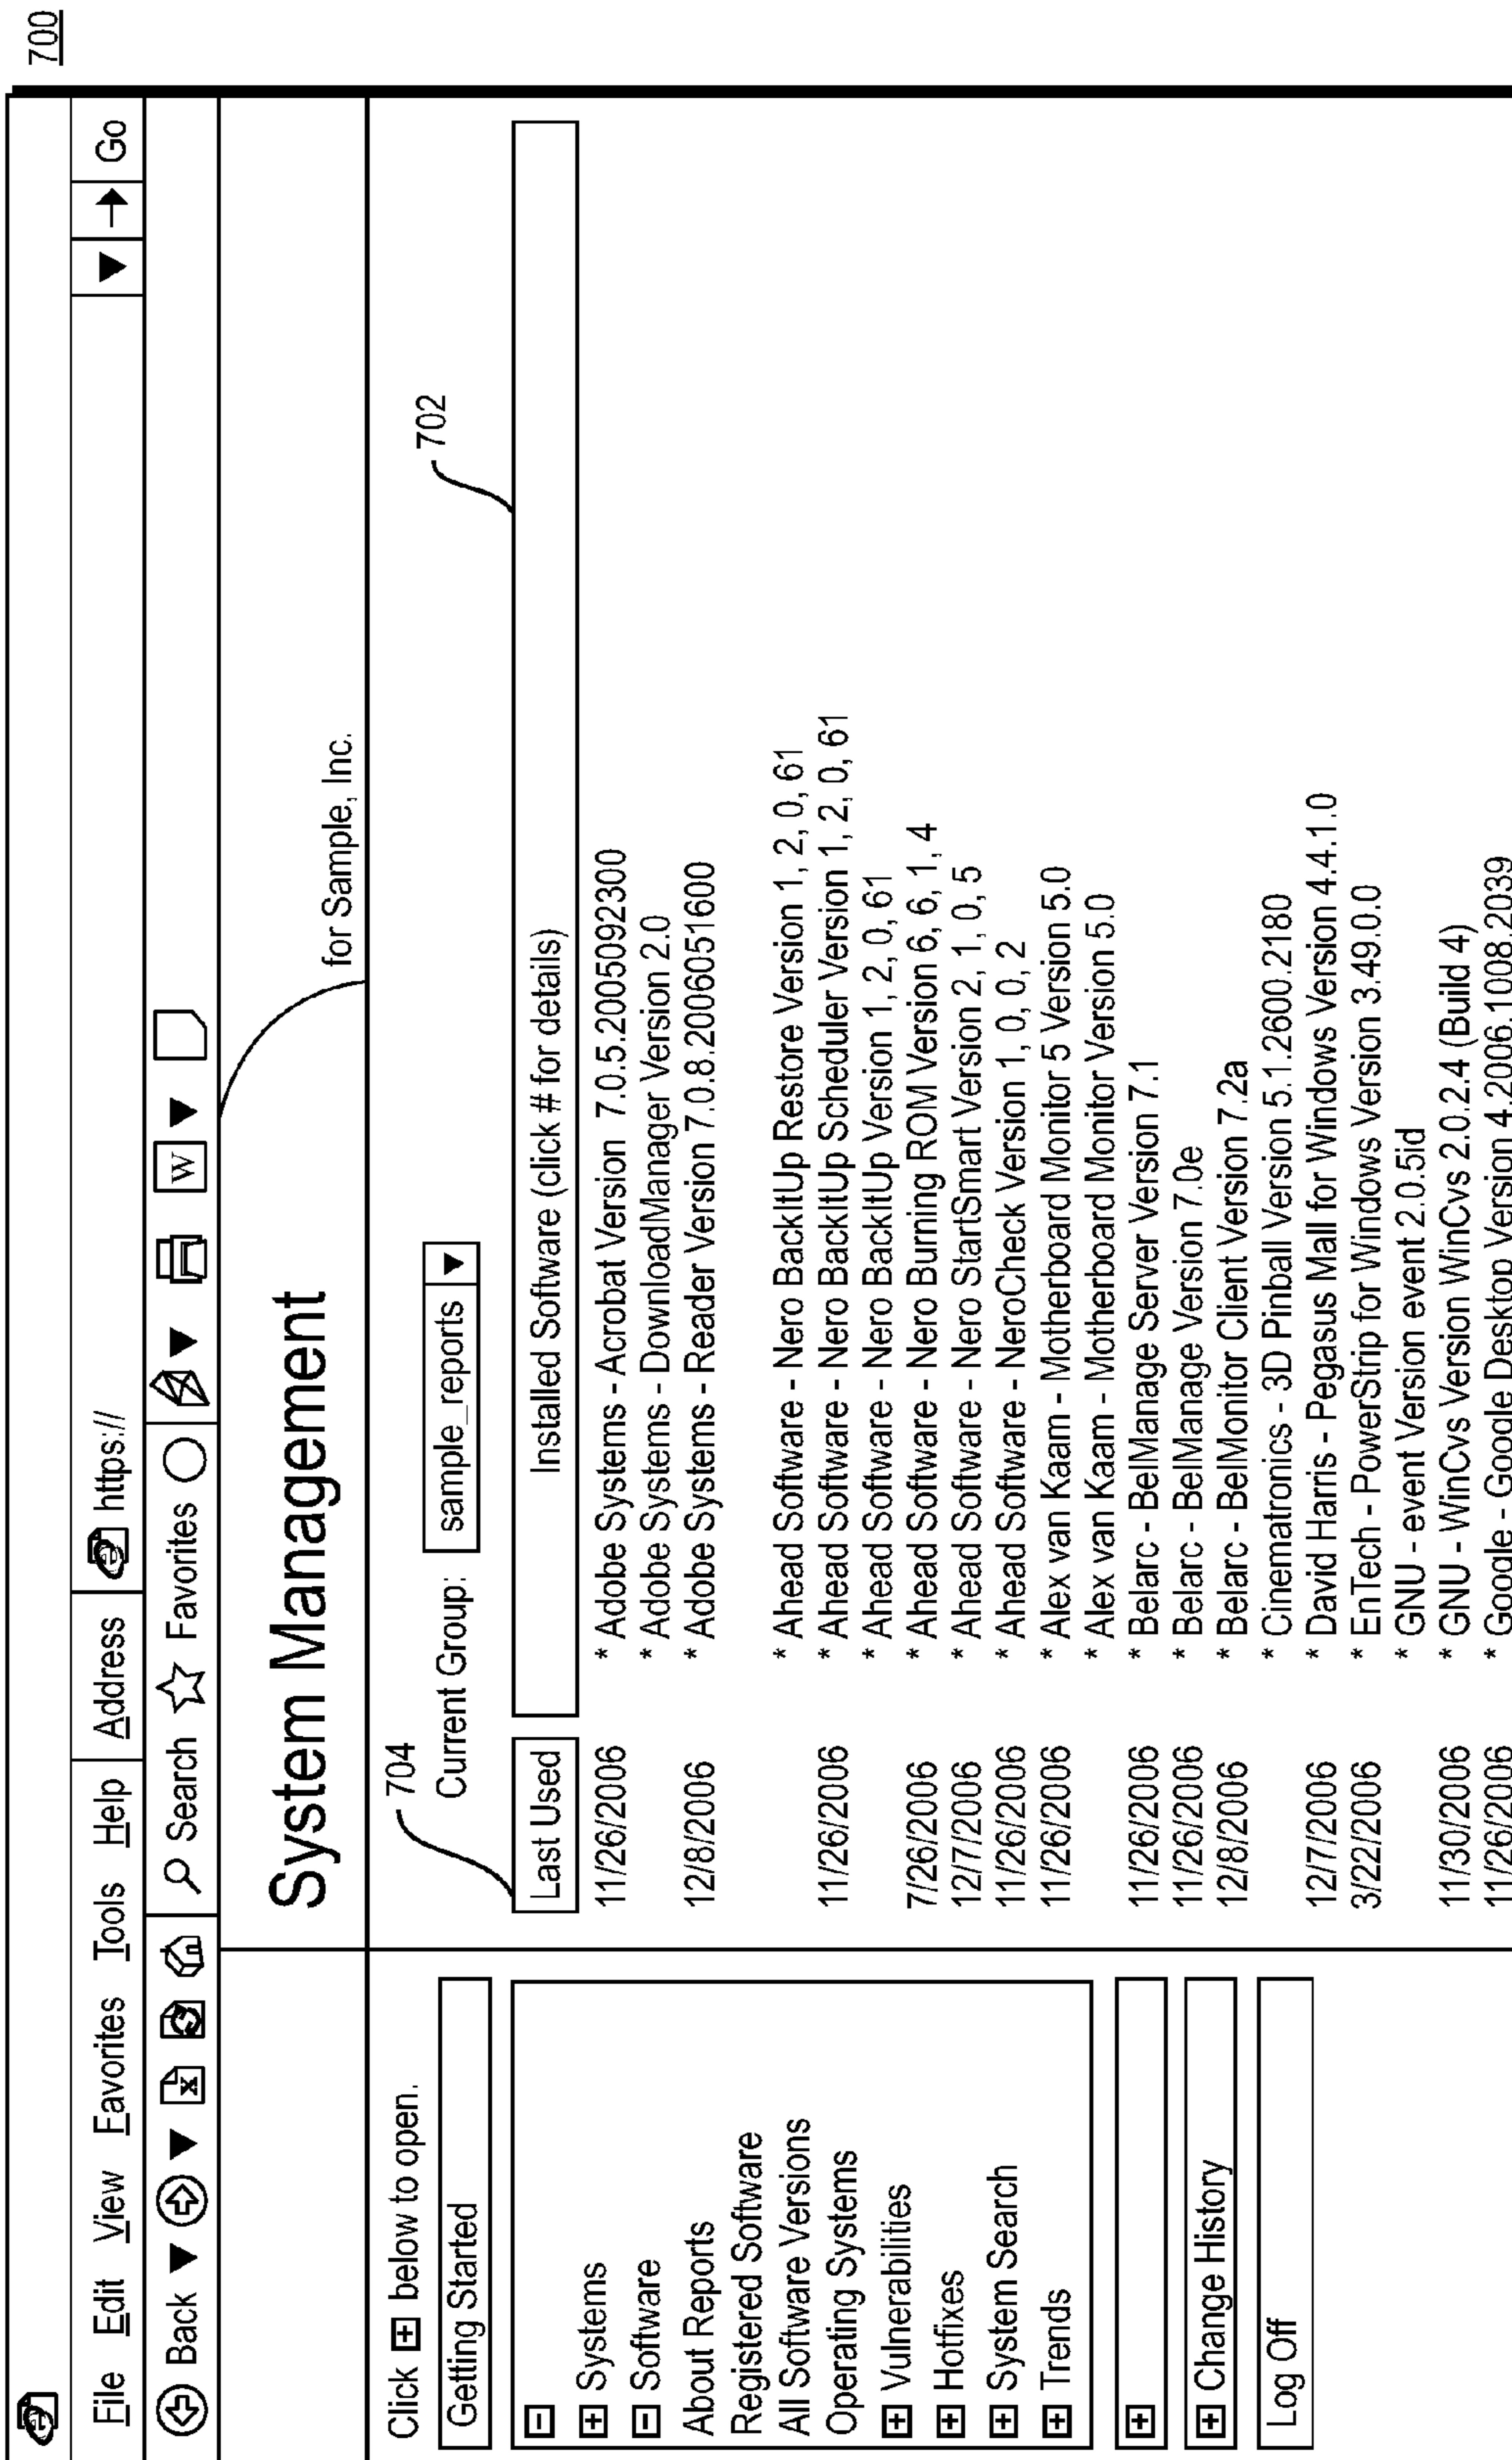 700
File Edit View Favorites Tools Help Address https:// Go
Back Search Favorites W
System Management
for Sample, Inc.
Click + below to open.
Getting Started
-
+ Systems
- Software
About Reports
Registered Software
All Software Versions
Operating Systems
+ Vulnerabilities
+ Hotfixes
+ System Search
+ Trends
+
+ Change History
Log Off
704
Current Group: sample_reports
702
Last Used Installed Software (click # for details)
11/26/2006 * Adobe Systems - Acrobat Version 7.0.5.2005092300
* Adobe Systems - DownloadManager Version 2.0
12/8/2006 * Adobe Systems - Reader Version 7.0.8.2006051600
* Ahead Software - Nero BackItUp Restore Version 1, 2, 0, 61
11/26/2006 * Ahead Software - Nero BackItUp Scheduler Version 1, 2, 0, 61
* Ahead Software - Nero BackItUp Version 1, 2, 0, 61
7/26/2006 * Ahead Software - Nero Burning ROM Version 6, 6, 1, 4
12/7/2006 * Ahead Software - Nero StartSmart Version 2, 1, 0, 5
11/26/2006 * Ahead Software - NeroCheck Version 1, 0, 0, 2
11/26/2006 * Alex van Kaam - Motherboard Monitor 5 Version 5.0
* Alex van Kaam - Motherboard Monitor Version 5.0
11/26/2006 * Belarc - BelManage Server Version 7.1
11/26/2006 * Belarc - BelManage Version 7.0e
12/8/2006 * Belarc - BelMonitor Client Version 7.2a
* Cinematronics - 3D Pinball Version 5.1.2600.2180
12/7/2006 * David Harris - Pegasus Mall for Windows Version 4.4.1.0
3/22/2006 * EnTech - PowerStrip for Windows Version 3.49.0.0
* GNU - event Version event 2.0.5id
11/30/2006 * GNU - WinCvs Version WinCvs 2.0.2.4 (Build 4)
11/26/2006 * Google - Google Desktop Version 4.2006.1008.2039